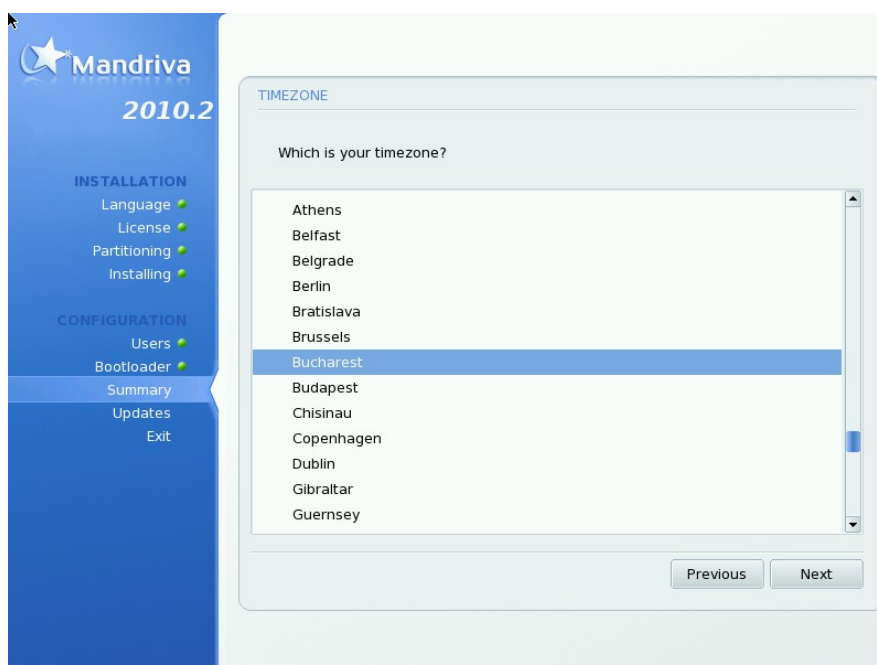 Mandriva
2010.2
INSTALLATION
Language
License
Partitioning
Installing
CONFIGURATION
Users
Bootloader
Summary
Updates
Exit
TIMEZONE
Which is your timezone?
Athens
Belfast
Belgrade
Berlin
Bratislava
Brussels
Bucharest
Budapest
Chisinau
Copenhagen
Dublin
Gibraltar
Guernsey
Previous Next